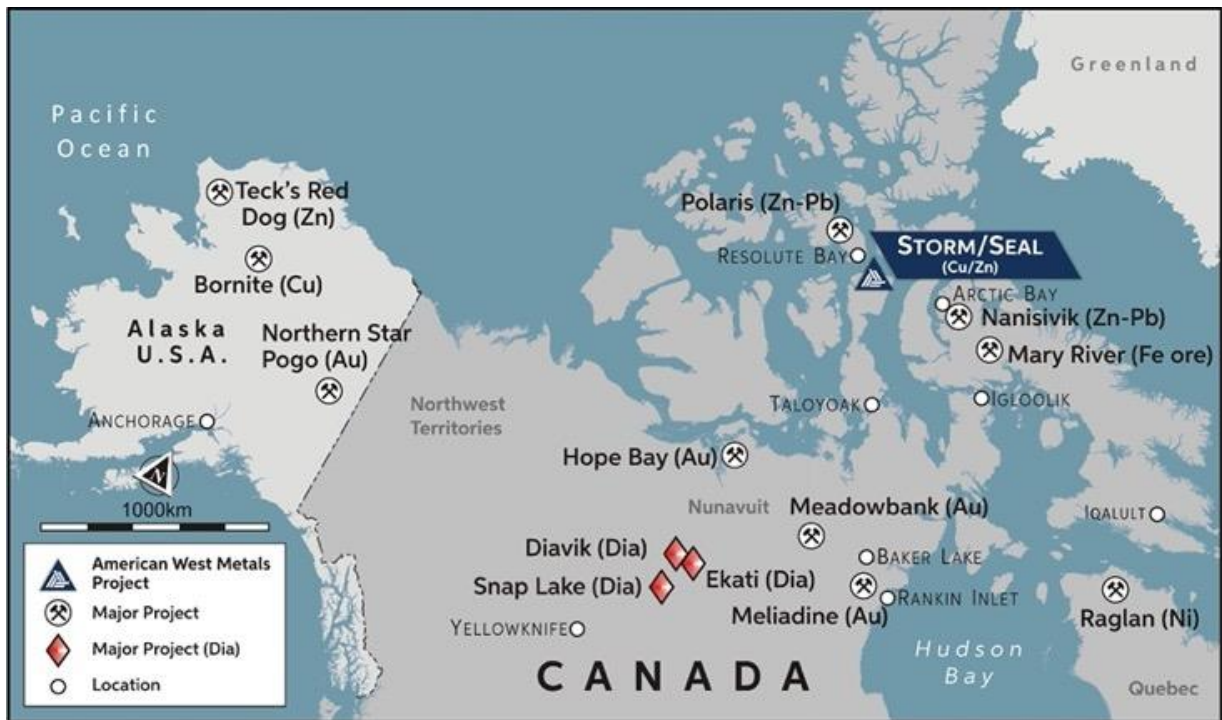 Greenland
Pacific
Ocean
Teck's Red
Dog (Zn)
Bornite (Cu)
Alaska
U.S.A.
Northern Star
Pogo (Au)
ANCHORAGE
N
1000km
Polaris (Zn-Pb)
RESOLUTE BAY
STORM/SEAL
(Cu/Zn)
ARCTIC BAY
Nanisivik (Zn-Pb)
Mary River (Fe ore)
IGLOOLIK
TALOYOAK
Northwest
Territories
Hope Bay (Au)
Nunavuit
Meadowbank (Au)
IQALULT
Diavik (Dia)
Ekati (Dia)
Snap Lake (Dia)
BAKER LAKE
Meliadine (Au)
RANKIN INLET
Raglan (Ni)
YELLOWKNIFE
CANADA
Hudson
Bay
Quebec
American West Metals
Project
Major Project
Major Project (Dia)
Location